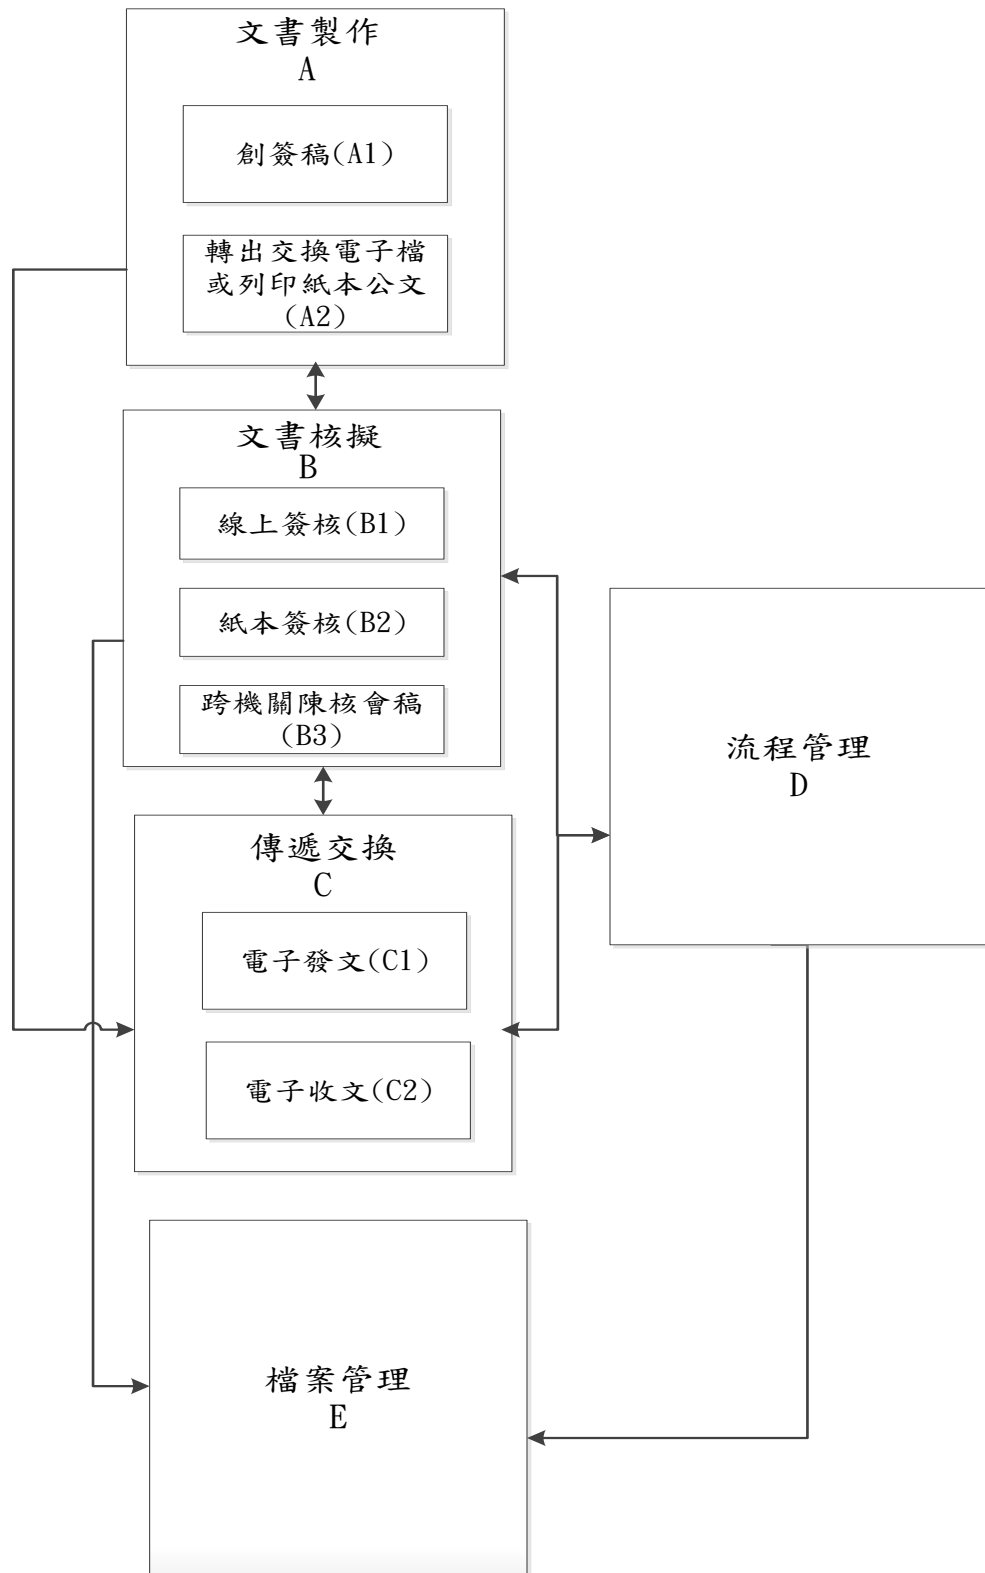 文書製作
A
創簽稿(A1)
轉出交換電子檔
或列印紙本公文
(A2)
文書核擬
B
線上簽核(B1)
紙本簽核(B2)
跨機關陳核會稿
(B3)
流程管理
D
傳遞交換
C
電子發文(C1)
電子收文(C2)
檔案管理
E